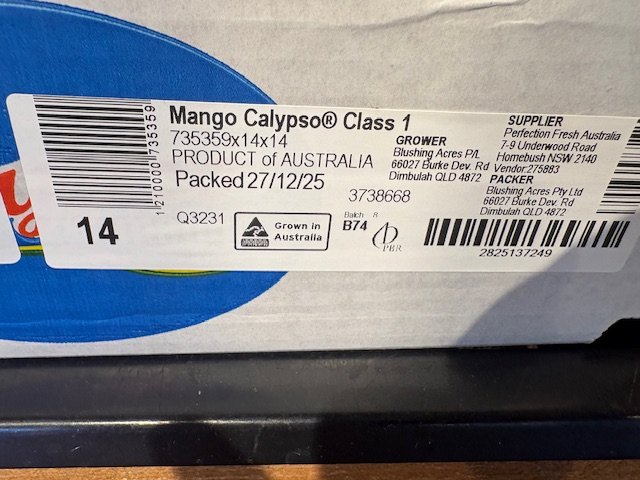 Mango Calypso® Class 1
735359x14x14
PRODUCT of AUSTRALIA
Packed 27/12/25
3738668
Q3231
14
1210000735359
Grown in
Australia
Batch 8
B74
PBR
GROWER
Blushing Acres P/L
66027 Burke Dev. Rd
Dimbulah QLD 4872
SUPPLIER
Perfection Fresh Australia
7-9 Underwood Road
Homebush NSW 2140
Vendor:275883
PACKER
Blushing Acres Pty Ltd
66027 Burke Dev. Rd
Dimbulah QLD 4872
2825137249